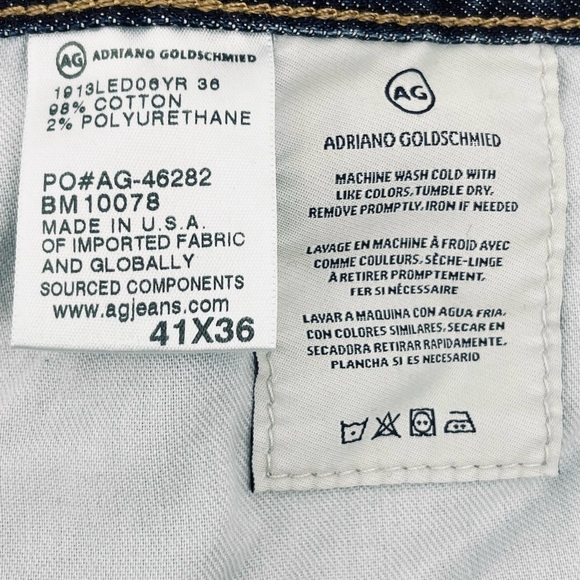 AG ADRIANO GOLDSCHMIED
1913LED06YR 36
98% COTTON
2% POLYURETHANE
PO#AG-46282
BM10078
MADE IN U.S.A.
OF IMPORTED FABRIC
AND GLOBALLY
SOURCED COMPONENTS
www.agjeans.com
41X36
AG
ADRIANO GOLDSCHMIED
MACHINE WASH COLD WITH
LIKE COLORS, TUMBLE DRY,
REMOVE PROMPTLY, IRON IF NEEDED
LAVAGE EN MACHINE À FROID AVEC
COMME COULEURS, SÈCHE-LINGE
À RETIRER PROMPTEMENT,
FER SI NÉCESSAIRE
LAVAR A MAQUINA CON AGUA FRIA,
CON COLORES SIMILARES, SECAR EN
SECADORA RETIRAR RAPIDAMENTE,
PLANCHA SI ES NECESARIO